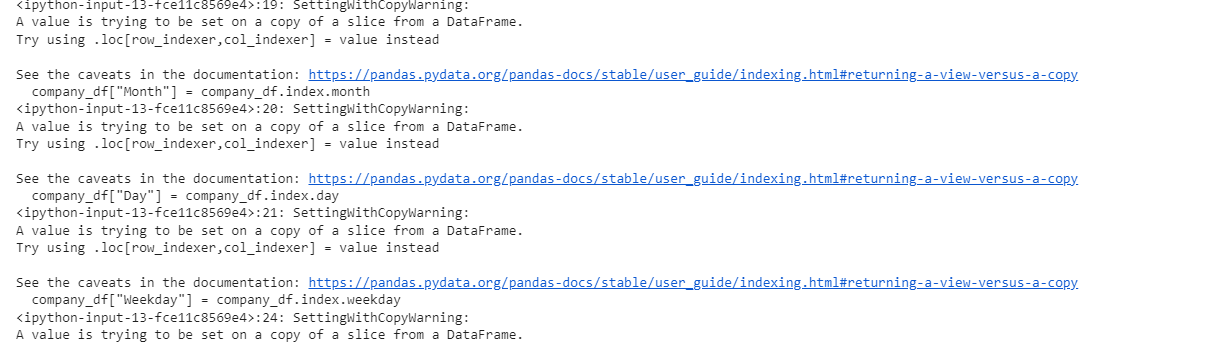 <ipython-input-13-fce11c8569e4>:19: SettingWithCopyWarning:
A value is trying to be set on a copy of a slice from a DataFrame.
Try using .loc[row_indexer,col_indexer] = value instead
See the caveats in the documentation: https://pandas.pydata.org/pandas-docs/stable/user_guide/indexing.html#returning-a-view-versus-a-copy
company_df["Month"] = company_df.index.month
<ipython-input-13-fce11c8569e4>:20: SettingWithCopyWarning:
A value is trying to be set on a copy of a slice from a DataFrame.
Try using .loc[row_indexer,col_indexer] = value instead
See the caveats in the documentation: https://pandas.pydata.org/pandas-docs/stable/user_guide/indexing.html#returning-a-view-versus-a-copy
company_df["Day"] = company_df.index.day
<ipython-input-13-fce11c8569e4>:21: SettingWithCopyWarning:
A value is trying to be set on a copy of a slice from a DataFrame.
Try using .loc[row_indexer,col_indexer] = value instead
See the caveats in the documentation: https://pandas.pydata.org/pandas-docs/stable/user_guide/indexing.html#returning-a-view-versus-a-copy
company_df["Weekday"] = company_df.index.weekday
<ipython-input-13-fce11c8569e4>:24: SettingWithCopyWarning:
A value is trying to be set on a copy of a slice from a DataFrame.